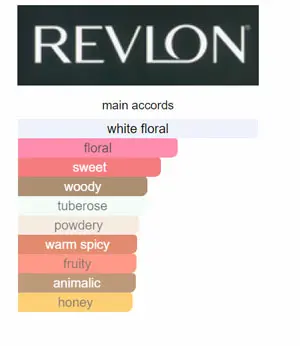 REVLON
main accords
white floral
floral
sweet
woody
tuberose
powdery
warm spicy
fruity
animalic
honey